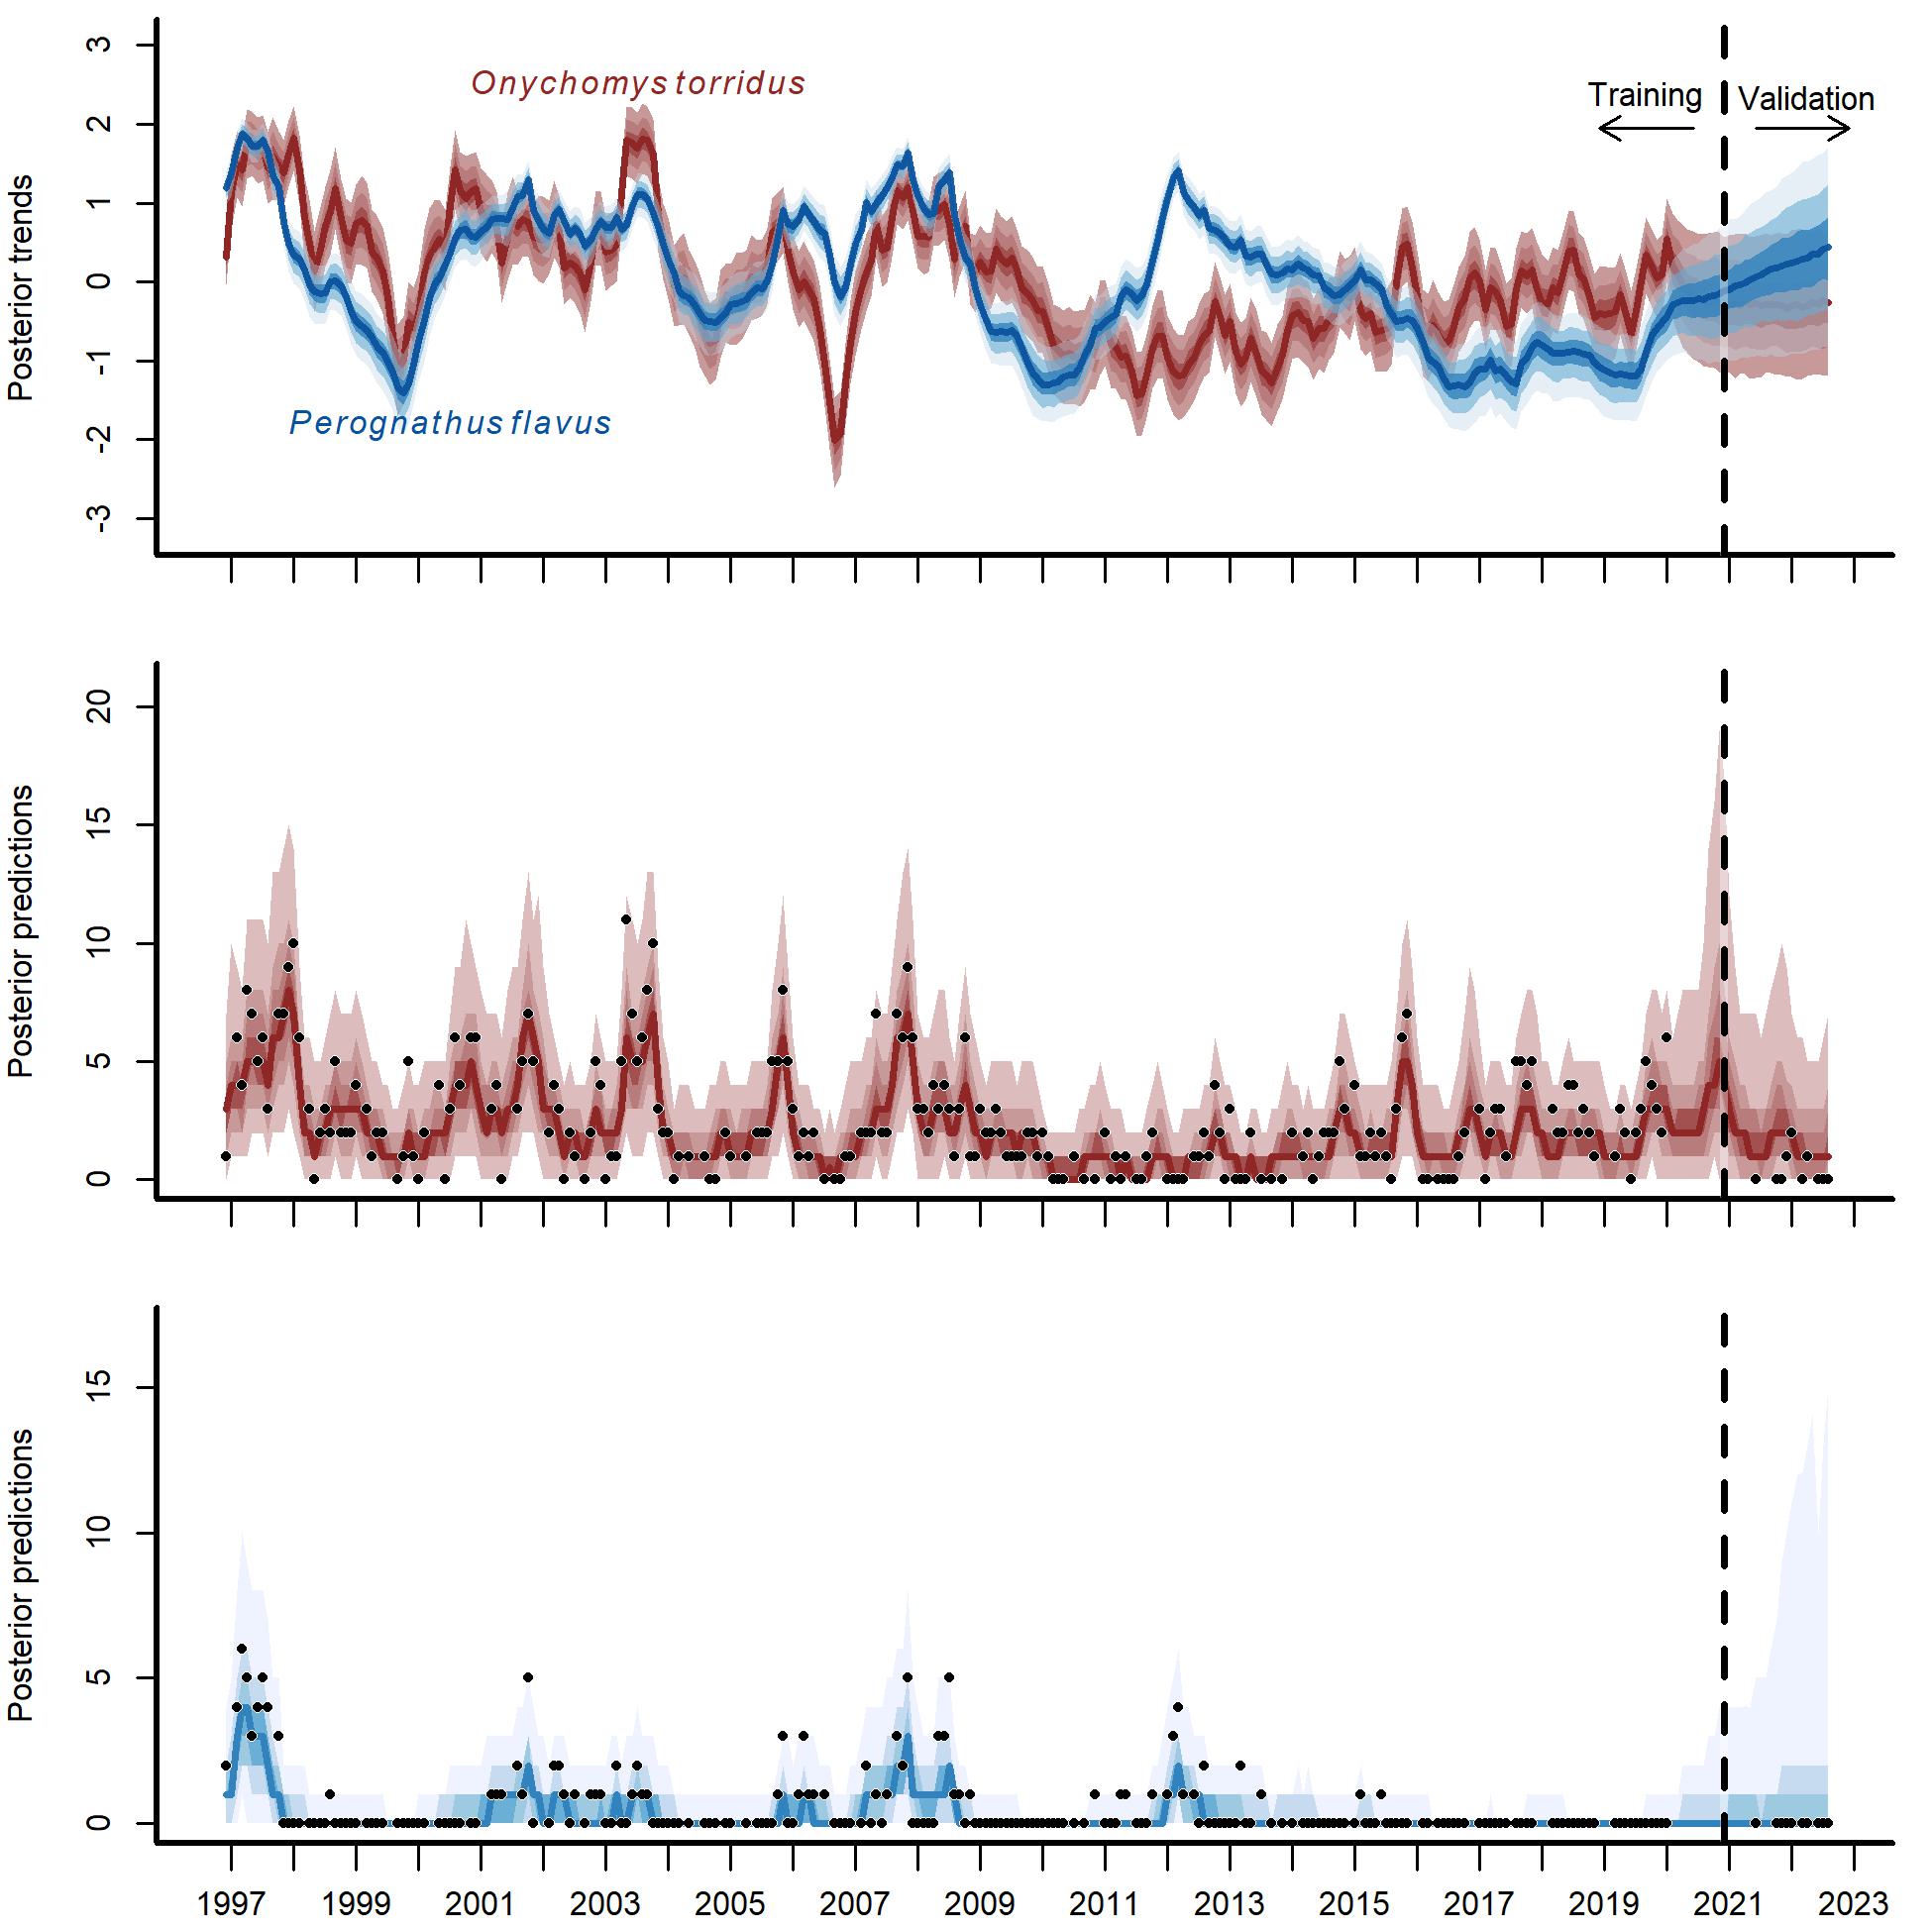 Posterior trends
3
2
1
0
-1
-2
-3
Onychomys torridus
Perognathus flavus
Training
Validation
Posterior predictions
20
15
10
5
0
Posterior predictions
15
10
5
0
1997 1999 2001 2003 2005 2007 2009 2011 2013 2015 2017 2019 2021 2023